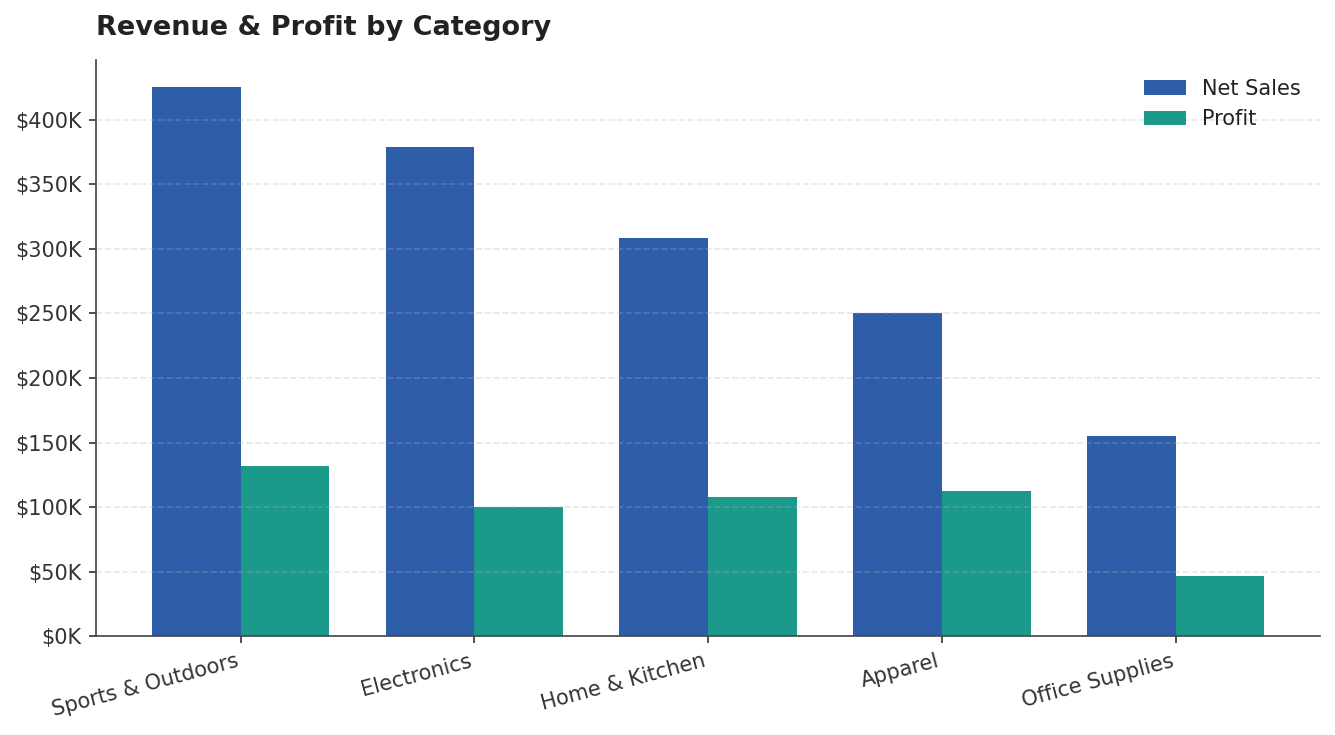 Revenue & Profit by Category
Net Sales
Profit
$400K
$350K
$300K
$250K
$200K
$150K
$100K
$50K
$0K
Sports & Outdoors
Electronics
Home & Kitchen
Apparel
Office Supplies